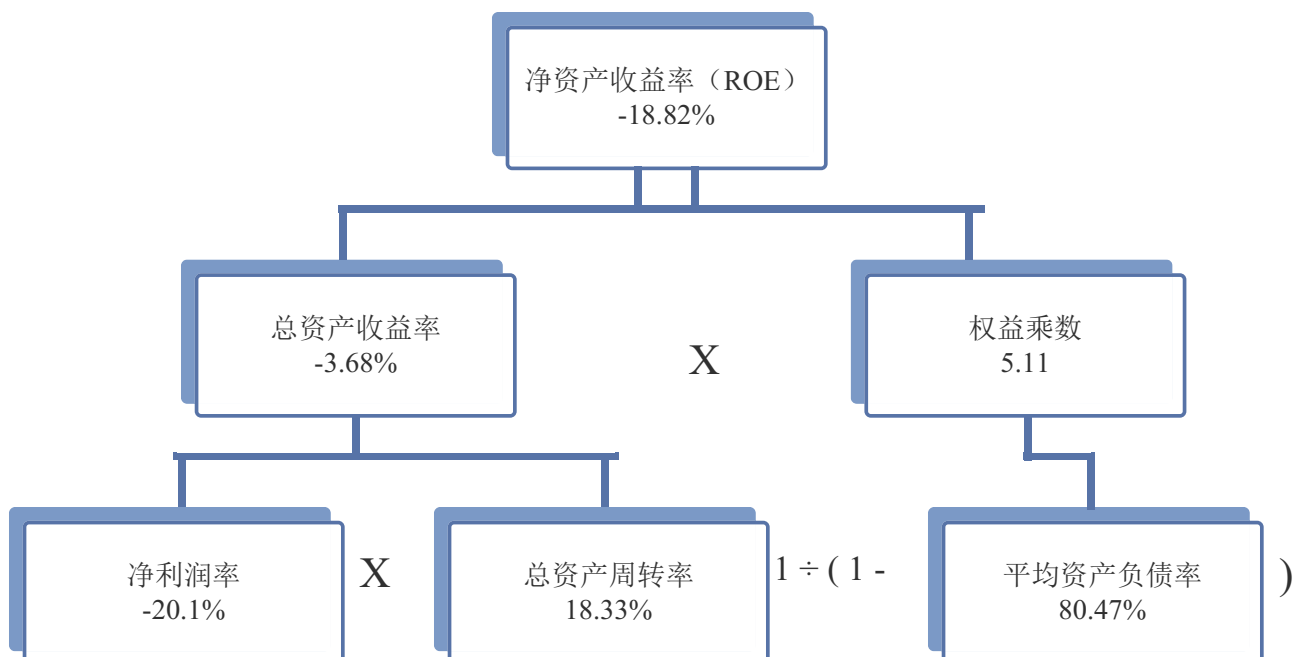 净资产收益率（ROE）
-18.82%
总资产收益率
-3.68%
X
权益乘数
5.11
净利润率
-20.1%
X
总资产周转率
18.33%
1 ÷ ( 1 -
平均资产负债率
80.47%
)